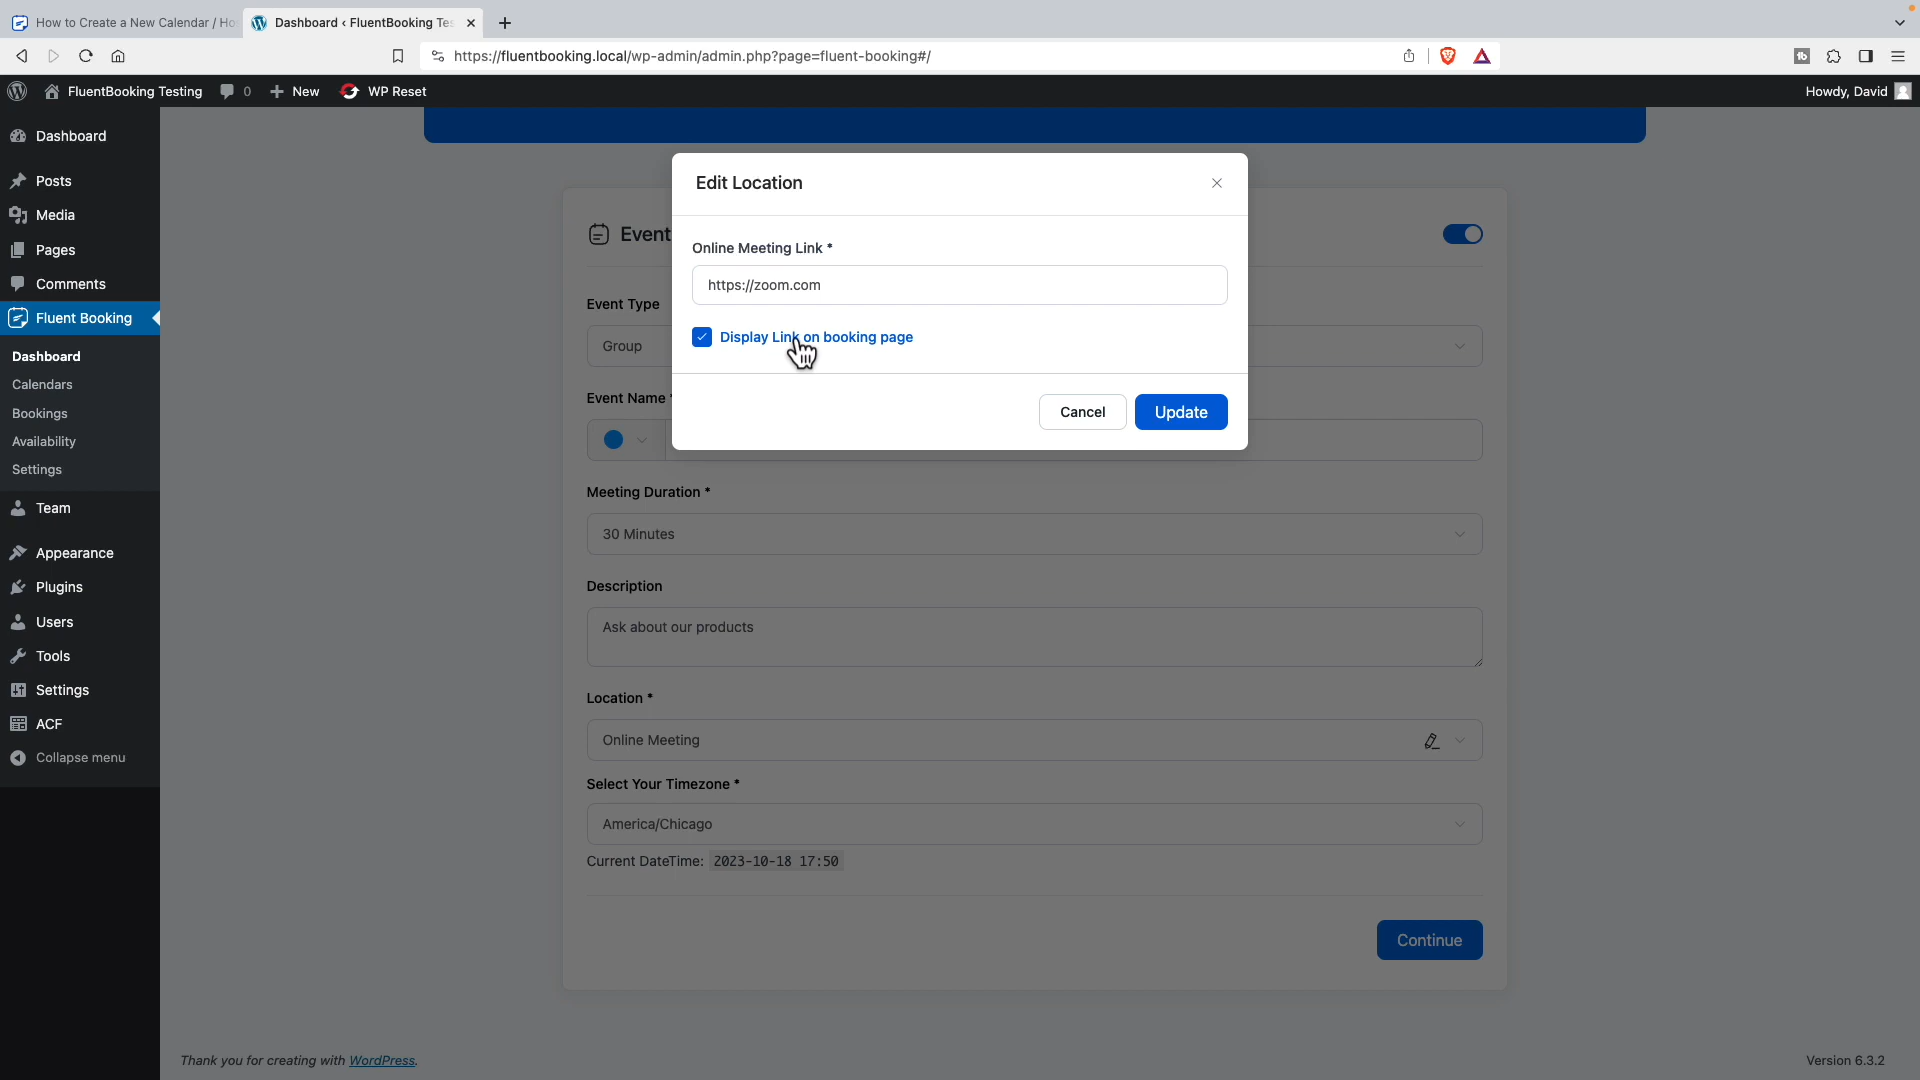 How to Create a New Calendar / Ho
Dashboard ‹ FluentBooking Te
https://fluentbooking.local/wp-admin/admin.php?page=fluent-booking#/
FluentBooking Testing
0
New
WP Reset
Howdy, David
Dashboard
Posts
Media
Pages
Comments
Fluent Booking
Dashboard
Calendars
Bookings
Availability
Settings
Team
Appearance
Plugins
Users
Tools
Settings
ACF
Collapse menu
Edit Location
Online Meeting Link *
https://zoom.com
Display Link on booking page
Cancel
Update
Event
Event Type
Group
Event Name
Meeting Duration *
30 Minutes
Description
Ask about our products
Location *
Online Meeting
Select Your Timezone *
America/Chicago
Current DateTime: 2023-10-18 17:50
Continue
Thank you for creating with WordPress.
Version 6.3.2